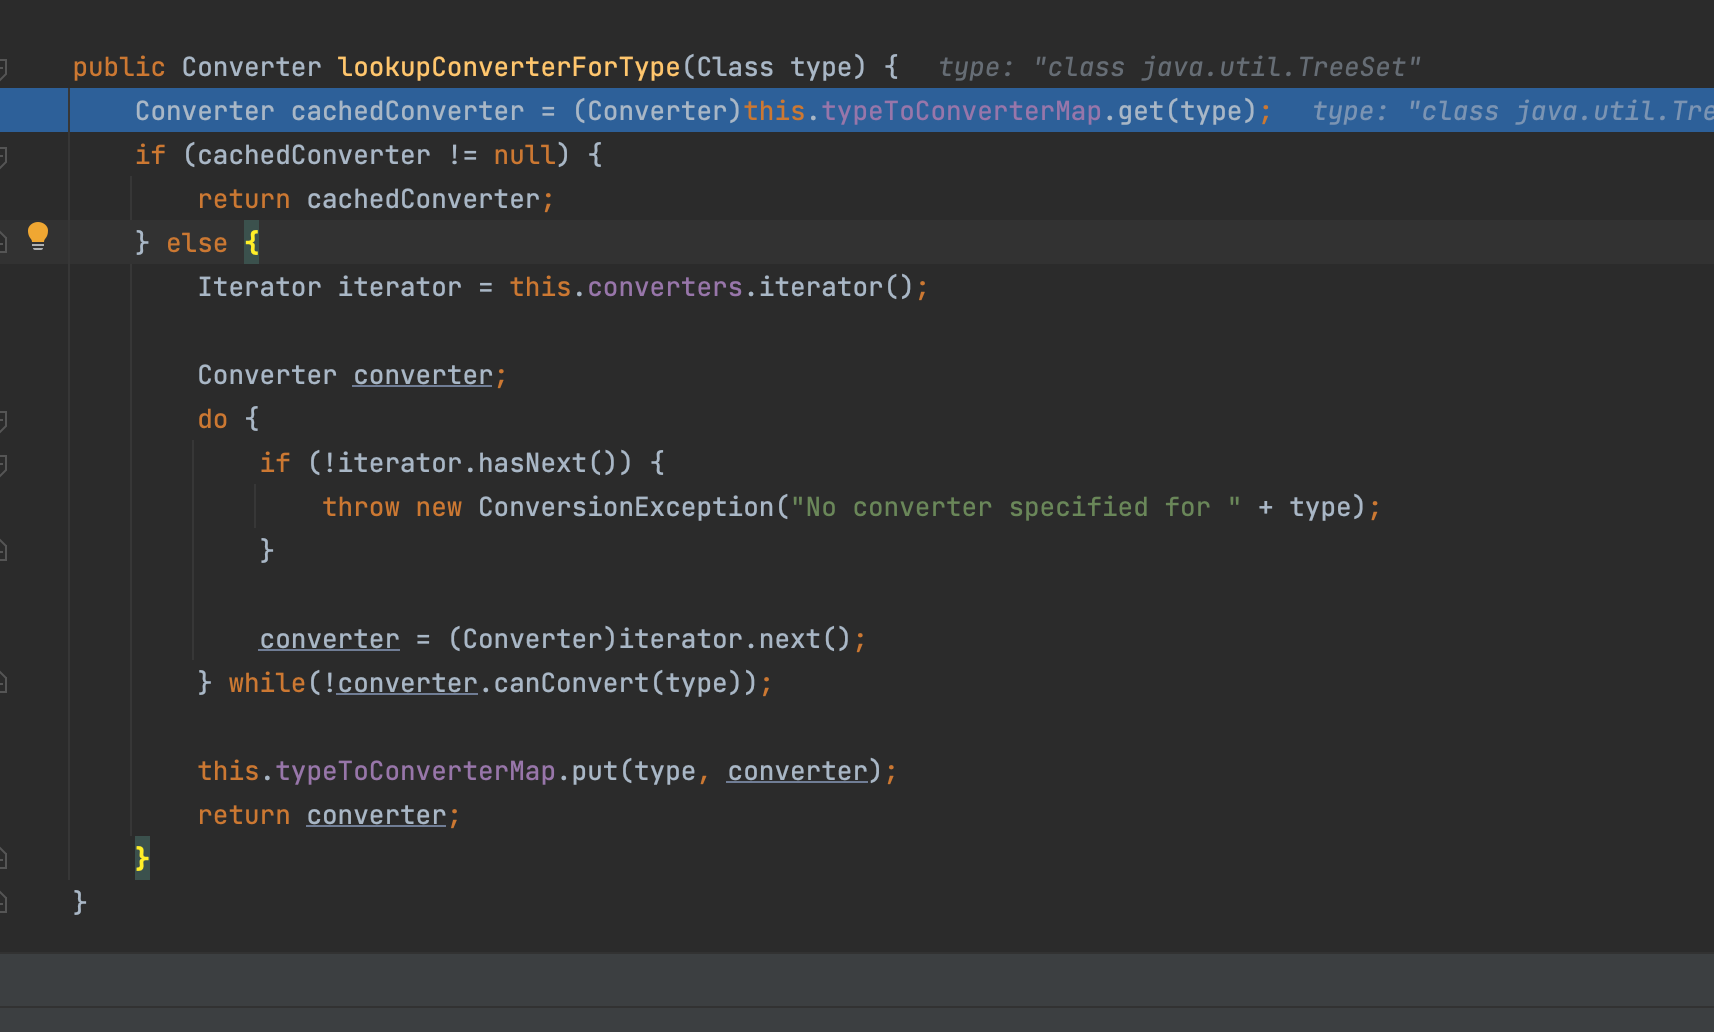 public Converter lookupConverterForType(Class type) {  type: "class java.util.TreeSet"
    Converter cachedConverter = (Converter)this.typeToConverterMap.get(type);  type: "class java.util.Tre
    if (cachedConverter != null) {
        return cachedConverter;
    } else {
        Iterator iterator = this.converters.iterator();
        Converter converter;
        do {
            if (!iterator.hasNext()) {
                throw new ConversionException("No converter specified for " + type);
            }
            converter = (Converter)iterator.next();
        } while(!converter.canConvert(type));
        this.typeToConverterMap.put(type, converter);
        return converter;
    }
}